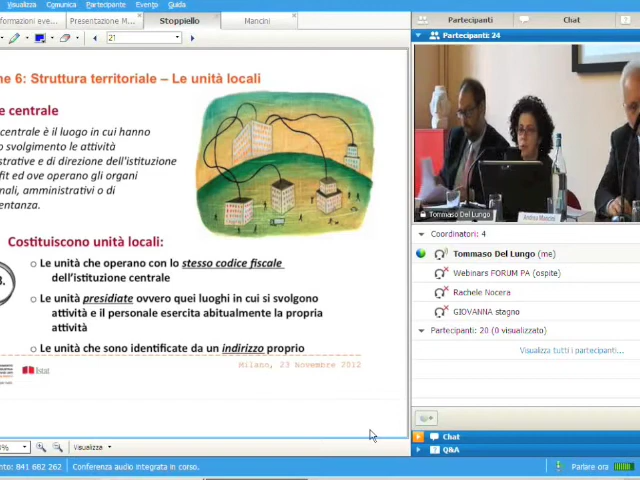 Visualizza Comunica Partecipante Evento Guida
formazioni eve... Presentazione M... Stoppiello Mancini
Partecipanti Chat
21
Partecipanti: 24
ne 6: Struttura territoriale – Le unità locali
e centrale
centrale è il luogo in cui hanno
o svolgimento le attività
strative e di direzione dell'istituzione
fit ed ove operano gli organi
nali, amministrativi o di
entanza.
Costituiscono unità locali:
Le unità che operano con lo stesso codice fiscale
dell'istituzione centrale
Le unità presidiate ovvero quei luoghi in cui si svolgono
attività e il personale esercita abitualmente la propria
attività
Le unità che sono identificate da un indirizzo proprio
Milano, 23 Novembre 2012
Istat
Tommaso Del Lungo
Andrea Mancini
Coordinatori: 4
Tommaso Del Lungo (me)
Webinars FORUM PA (ospite)
Rachele Nocera
GIOVANNA stagno
Partecipanti: 20 (0 visualizzato)
Visualizza tutti i partecipanti...
Visualizza
Chat
Q&A
nto: 841 682 262 Conferenza audio integrata in corso.
Parlare ora